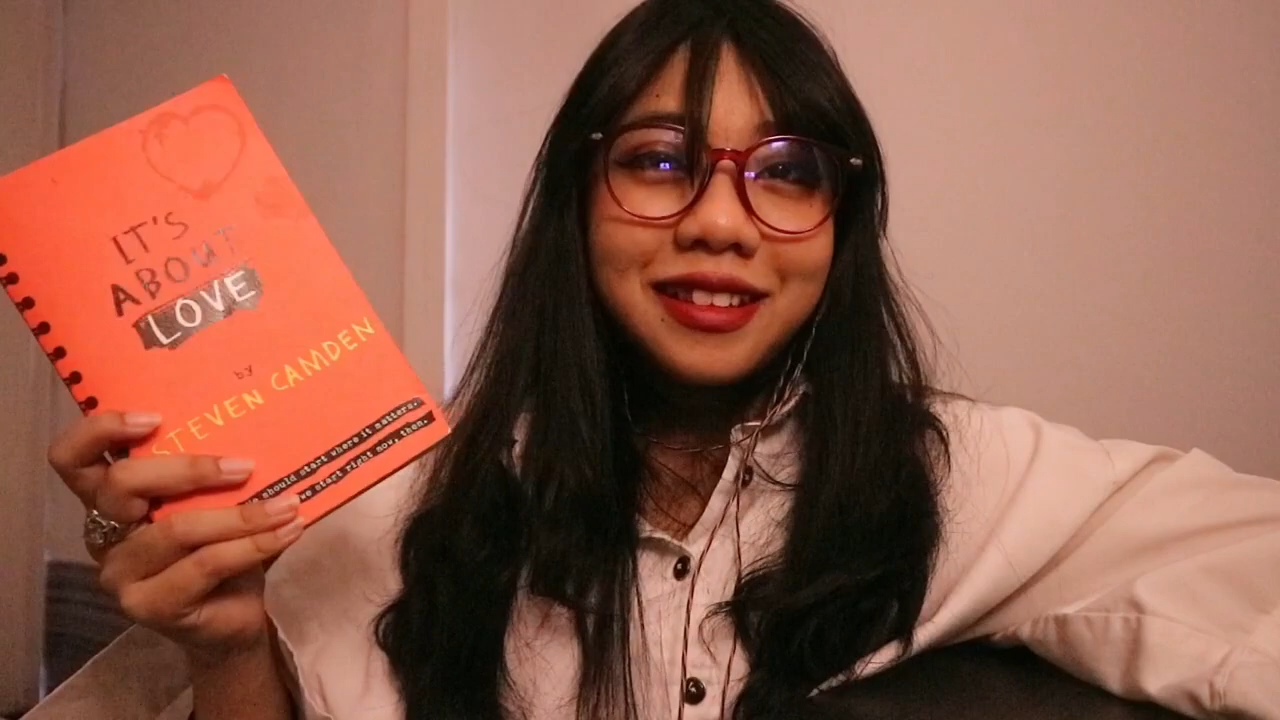 IT'S
ABOUT
LOVE
by
STEVEN CAMDEN
should start where it matters.
we start right now, then.